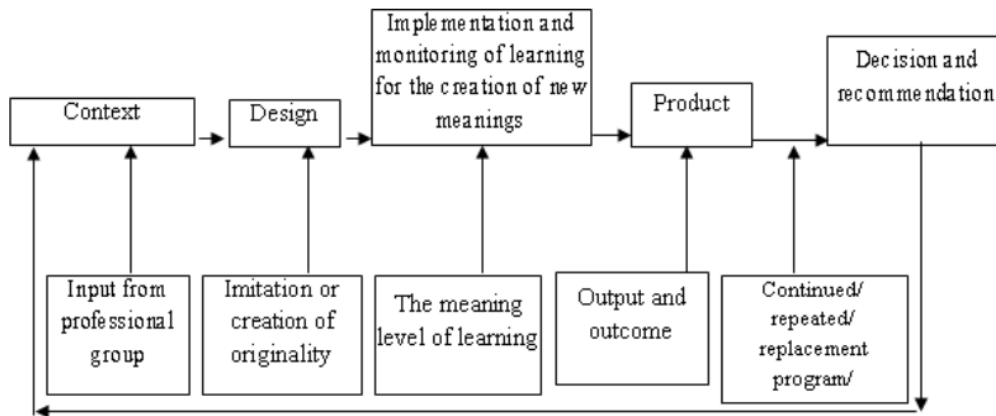 Context
Design
Implementation and
monitoring of learning
for the creation of new
meanings
Product
Decision and
recommendation
Input from
professional
group
Imitation or
creation of
originality
The meaning
level of learning
Output and
outcome
Continued/
repeated/
replacement
program/